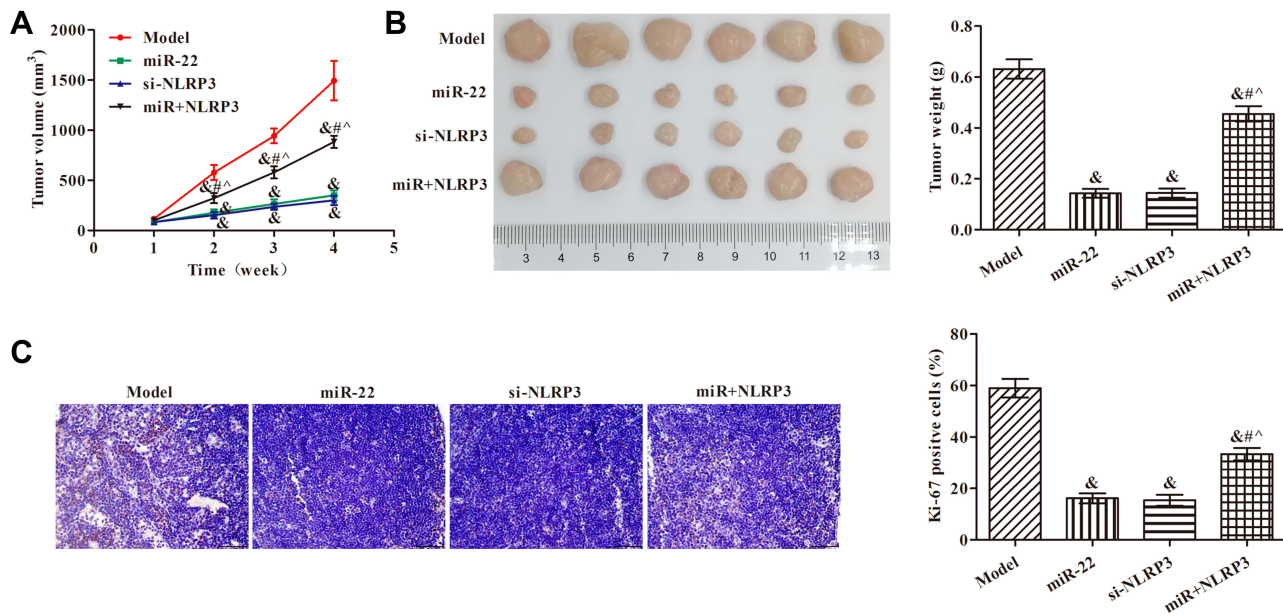 A
2000
1500
1000
500
0
0
1
2
3
4
5
Tumor volume (mm3)
Time（week）
Model
miR-22
si-NLRP3
miR+NLRP3
&#^
&#^
&#^
&
&
&
&
&
&
B
Model
miR-22
si-NLRP3
miR+NLRP3
3 4 5 6 7 8 9 10 11 12 13
Tumor weight (g)
0.8
0.6
0.4
0.2
0.0
&
&
&#^
Model
miR-22
si-NLRP3
miR+NLRP3
C
Model
miR-22
si-NLRP3
miR+NLRP3
Ki-67 positve cells (%)
80
60
40
20
0
&
&
&#^
Model
miR-22
si-NLRP3
miR+NLRP3